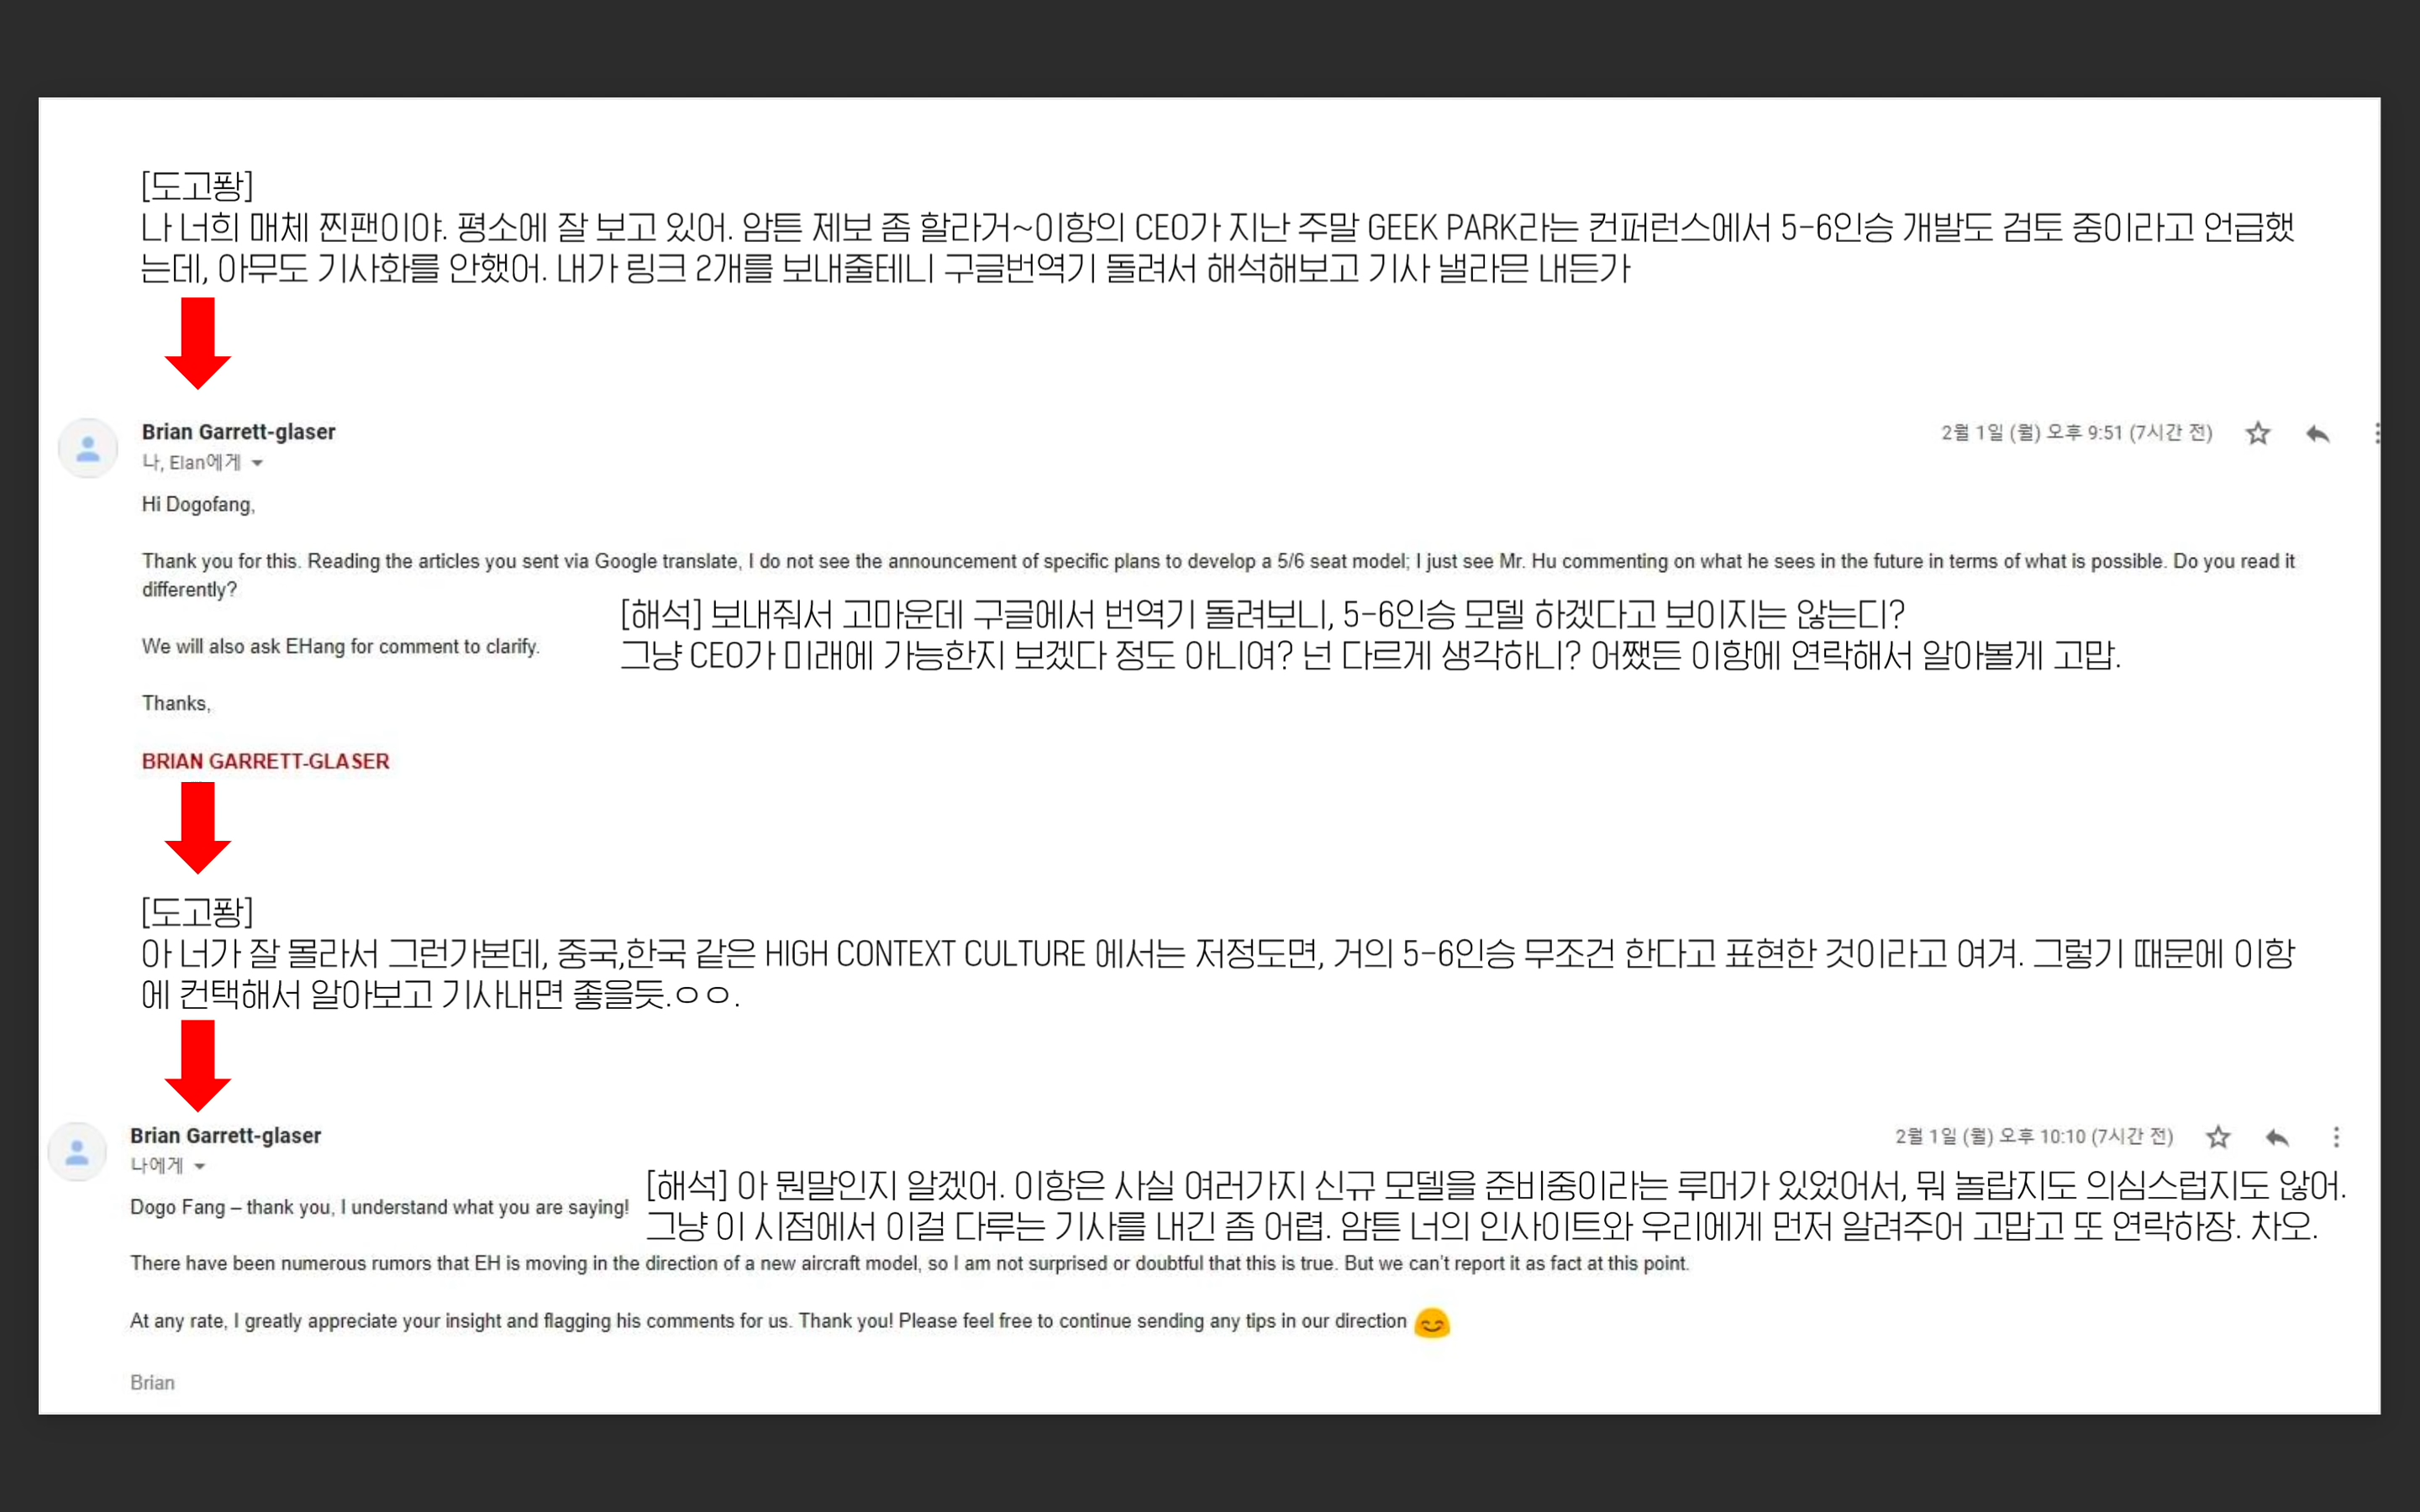 [도고퐝]
나 너희 매체 찐팬이야. 평소에 잘 보고 있어. 암튼 제보 좀 할라거~이항의 CEO가 지난 주말 GEEK PARK라는 컨퍼런스에서 5-6인승 개발도 검토 중이라고 언급했
는데, 아무도 기사화를 안했어. 내가 링크 2개를 보내줄테니 구글번역기 돌려서 해석해보고 기사 낼라믄 내든가
Brian Garrett-glaser
2월 1일 (월) 오후 9:51 (7시간 전)
나, Elan에게
Hi Dogofang,
Thank you for this. Reading the articles you sent via Google translate, I do not see the announcement of specific plans to develop a 5/6 seat model; I just see Mr. Hu commenting on what he sees in the future in terms of what is possible. Do you read it
differently?
[해석] 보내줘서 고마운데 구글에서 번역기 돌려보니, 5-6인승 모델 하겠다고 보이지는 않는디?
We will also ask EHang for comment to clarify.
그냥 CEO가 미래에 가능한지 보겠다 정도 아니여? 넌 다르게 생각하니? 어쨌든 이항에 연락해서 알아볼게 고맙.
Thanks,
BRIAN GARRETT-GLASER
[도고퐝]
아 너가 잘 몰라서 그런가본데, 중국,한국 같은 HIGH CONTEXT CULTURE 에서는 저정도면, 거의 5-6인승 무조건 한다고 표현한 것이라고 여겨. 그렇기 때문에 이항
에 컨택해서 알아보고 기사내면 좋을듯.ㅇㅇ.
Brian Garrett-glaser
2월 1일 (월) 오후 10:10 (7시간 전)
나에게
[해석] 아 뭔말인지 알겠어. 이항은 사실 여러가지 신규 모델을 준비중이라는 루머가 있었어서, 뭐 놀랍지도 의심스럽지도 않어.
Dogo Fang – thank you, I understand what you are saying!
그냥 이 시점에서 이걸 다루는 기사를 내긴 좀 어렵. 암튼 너의 인사이트와 우리에게 먼저 알려주어 고맙고 또 연락하장. 차오.
There have been numerous rumors that EH is moving in the direction of a new aircraft model, so I am not surprised or doubtful that this is true. But we can't report it as fact at this point.
At any rate, I greatly appreciate your insight and flagging his comments for us. Thank you! Please feel free to continue sending any tips in our direction 😊
Brian